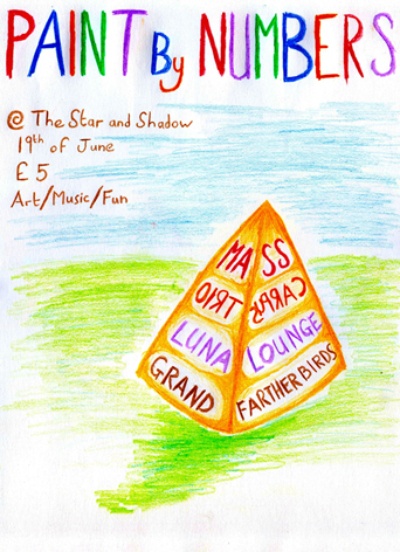 PAINT By NUMBERS
@ The Star and Shadow
19th of June
£5
Art/Music/Fun
MASS
TRIO
LUNA LOUNGE
GRAND FARTHER BIRDS